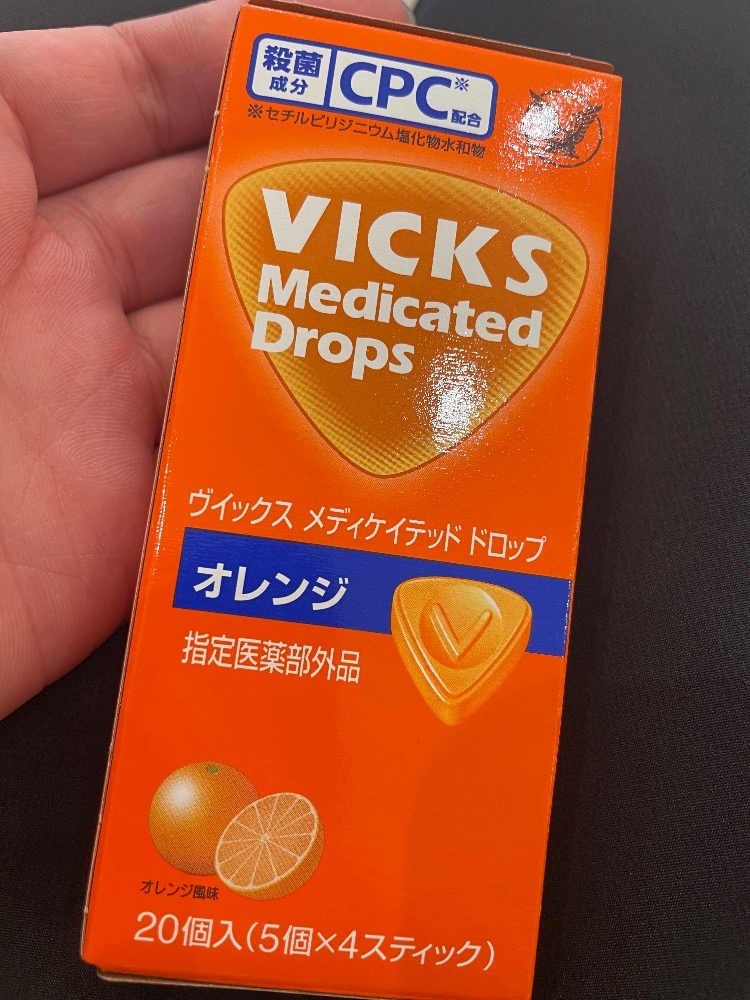 殺菌
成分
CPC※
配合
※セチルピリジニウム塩化物水和物
VICKS
Medicated
Drops
ヴイックス メディケイテッド ドロップ
オレンジ
指定医薬部外品
オレンジ風味
20個入(5個×4スティック)